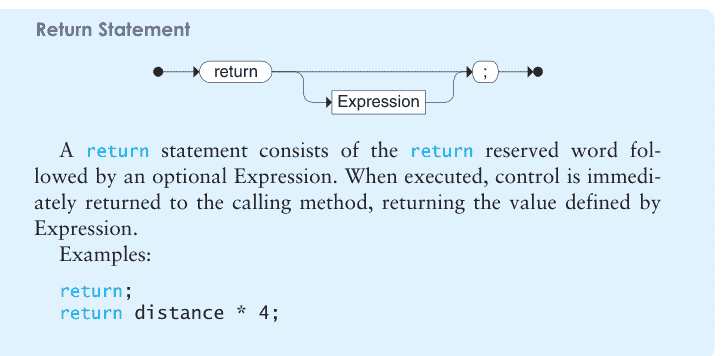 Return Statement
return
;
Expression
A return statement consists of the return reserved word fol-
lowed by an optional Expression. When executed, control is immedi-
ately returned to the calling method, returning the value defined by
Expression.
Examples:
return;
return distance * 4;